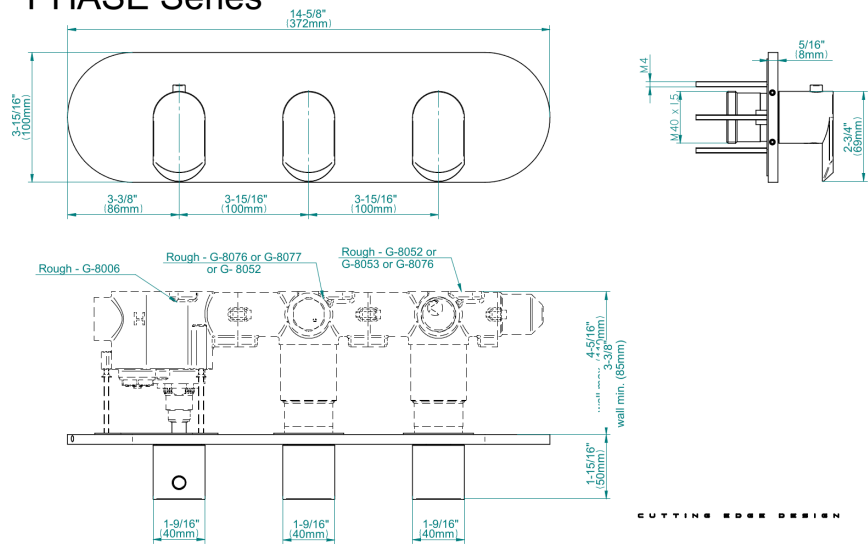 PHASE Series
14-5/8"
(372mm)
3-15/16"
(100mm)
3-3/8"
(86mm)
3-15/16"
(100mm)
3-15/16"
(100mm)
5/16"
(8mm)
M4
M40 x 1.5
2-3/4"
(69mm)
Rough - G-8006
Rough - G-8076 or G-8077
or G- 8052
Rough - G-8052 or
G-8053 or G-8076
4-5/16"
wall max. (110mm)
3-3/8"
wall min. (85mm)
1-15/16"
(50mm)
1-9/16"
(40mm)
1-9/16"
(40mm)
1-9/16"
(40mm)
CUTTING EDGE DESIGN